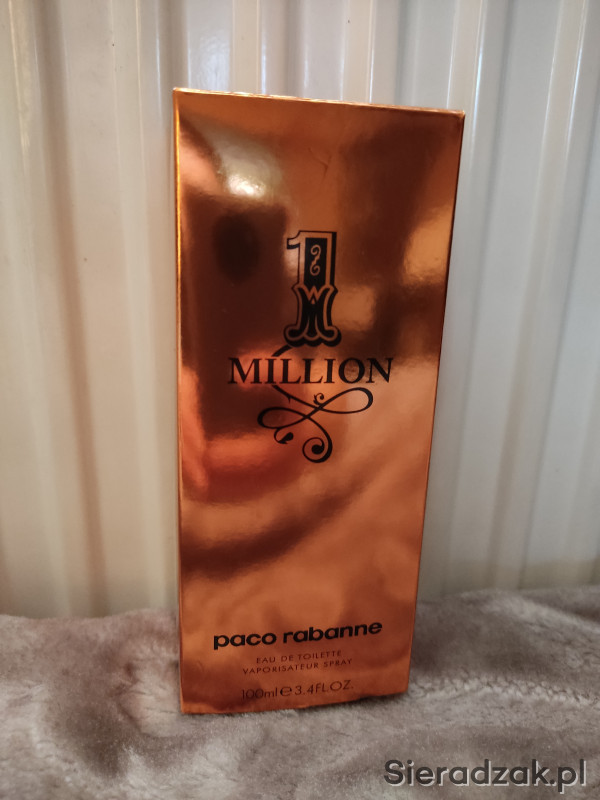 1
MILLION
paco rabanne
EAU DE TOILETTE
VAPORISATEUR SPRAY
100ml e 3.4FL.OZ.
Sieradzak.pl